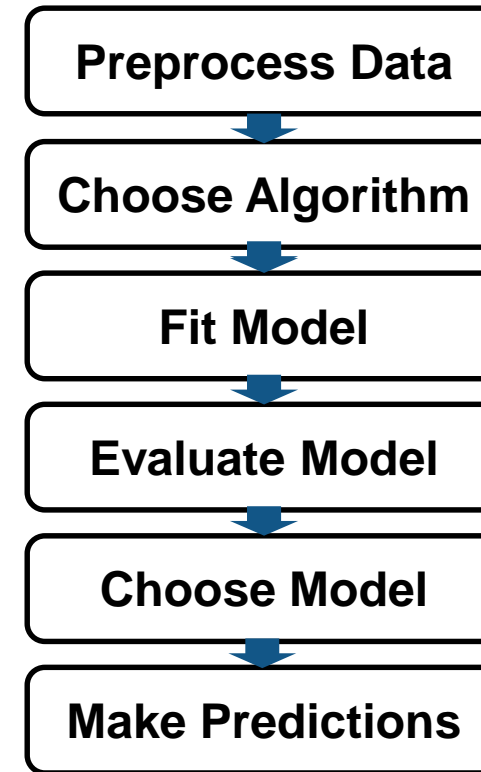 Preprocess Data
Choose Algorithm
Fit Model
Evaluate Model
Choose Model
Make Predictions